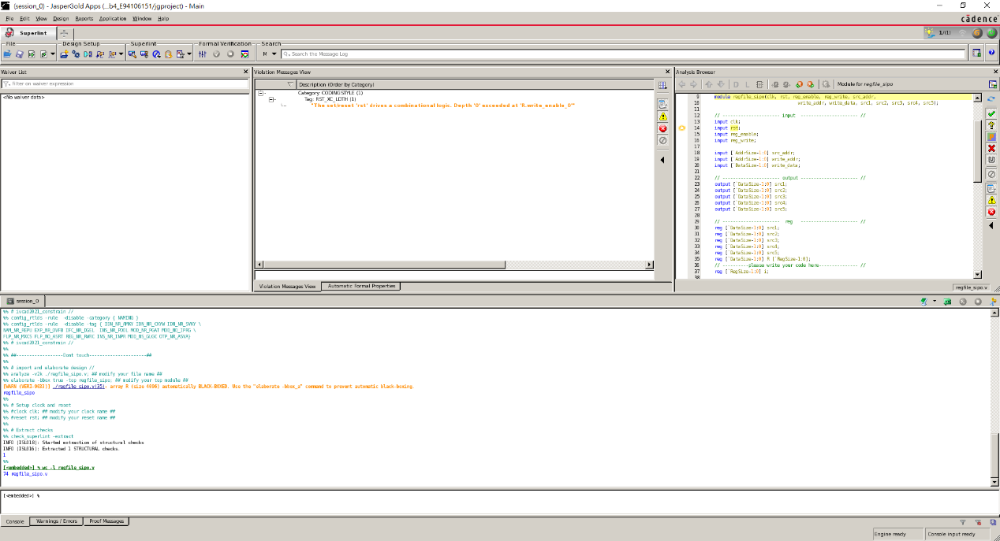 (session_0) - JasperGold Apps (...b4_E94106151/jgproject) - Main
File Edit View Design Reports Application Window Help
cādence
Superlint
1/(1)
File Design Setup Superlint Formal Verification Search
Search the Message Log
Waiver List
Filter on waiver expression
<No waiver data>
Violation Messages View
Description (Order by Category)
Category: CODING STYLE (1)
Tag: RST_XC_LDTH (1)
"The set/reset 'rst' drives a combinational logic. Depth '0' exceeded at 'R.write_enable_0'"
Violation Messages View
Automatic Formal Properties
Analysis Browser
Module for regfile_sipo
9 module regfile_sipo(clk, rst, reg_enable, reg_write, src_addr,
10 write_addr, write_data, src1, src2, src3, src4, src5);
11
12 // ---------------------- input ---------------------- //
13 input clk;
14 input rst;
15 input reg_enable;
16 input reg_write;
17
18 input [`AddrSize-1:0] src_addr;
19 input [`AddrSize-1:0] write_addr;
20 input [`DataSize-1:0] write_data;
21
22 // ---------------------- output ---------------------- //
23 output [`DataSize-1:0] src1;
24 output [`DataSize-1:0] src2;
25 output [`DataSize-1:0] src3;
26 output [`DataSize-1:0] src4;
27 output [`DataSize-1:0] src5;
28
29 // ---------------------- reg ---------------------- //
30 reg [`DataSize-1:0] src1;
31 reg [`DataSize-1:0] src2;
32 reg [`DataSize-1:0] src3;
33 reg [`DataSize-1:0] src4;
34 reg [`DataSize-1:0] src5;
35 reg [`DataSize-1:0] R [`RegSize-1:0];
36 // ----------please write your code here--------------- //
37 reg [`RegSize-1:0] i;
38
regfile_sipo.v
session_0
%% # ivcad2021_constrain //
%% config_rtlds -rule -disable -category { NAMING }
%% config_rtlds -rule -disable -tag { IDN_NR_AMKY IDN_NR_CKYW IDN_NR_SVKY \
NAM_NR_REPU EXP_NR_OVFB IFC_NR_DGEL INS_NR_PODL MOD_NR_PGAT MOD_NO_IPRG \
FLP_NR_MXCS FLP_NO_ASRT REG_NR_RWRC INS_NR_INPR MOD_NS_GLGC OTP_NR_ASYA}
%% # ivcad2021_constrain //
%%
%% ##------------------Dont touch----------------------##
%%
%% # import and elaborate design //
%% analyze -v2k ./regfile_sipo.v; ## modify your file name ##
%% elaborate -bbox true -top regfile_sipo; ## modify your top module ##
[WARN (VERI-9033)] ./regfile_sipo.v(35): array R (size 4096) automatically BLACK-BOXED. Use the "elaborate -bbox_a" command to prevent automatic black-boxing.
regfile_sipo
%%
%% # Setup clock and reset
%% #clock clk; ## modify your clock name ##
%% #reset rst; ## modify your reset name ##
%%
%% # Extract checks
%% check_superlint -extract
INFO (ISL018): Started extraction of structural checks
INFO (ISL016): Extracted 1 STRUCTURAL checks.
1
%%
[<embedded>] % wc -l regfile_sipo.v
74 regfile_sipo.v
[<embedded>] %
Console
Warnings / Errors
Proof Messages
Engine ready
Console input ready